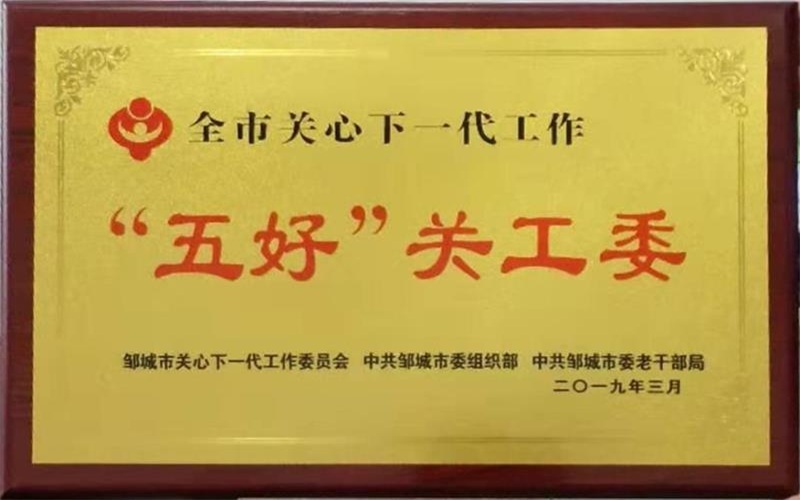 全市关心下一代工作
“五好”关工委
邹城市关心下一代工作委员会 中共邹城市委组织部 中共邹城市委老干部局
二〇一九年三月